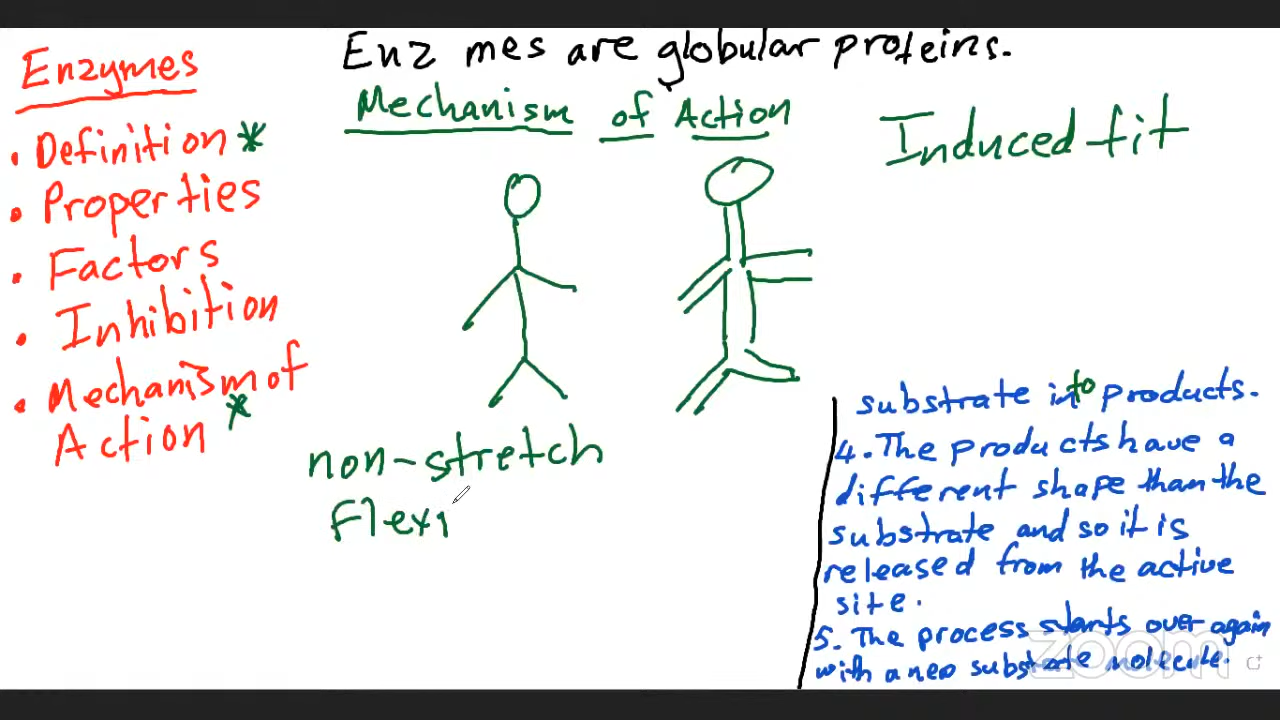 Enz mes are globular proteins.
Enzymes
• Definition *
• Properties
• Factors
• Inhibition
• Mechanism of
Action *
Mechanism of Action
non-stretch
flexi
Induced fit
substrate into products.
4. The products have a
different shape than the
substrate and so it is
released from the active
site.
5. The process starts over again
with a new substrate molecule.
zoom